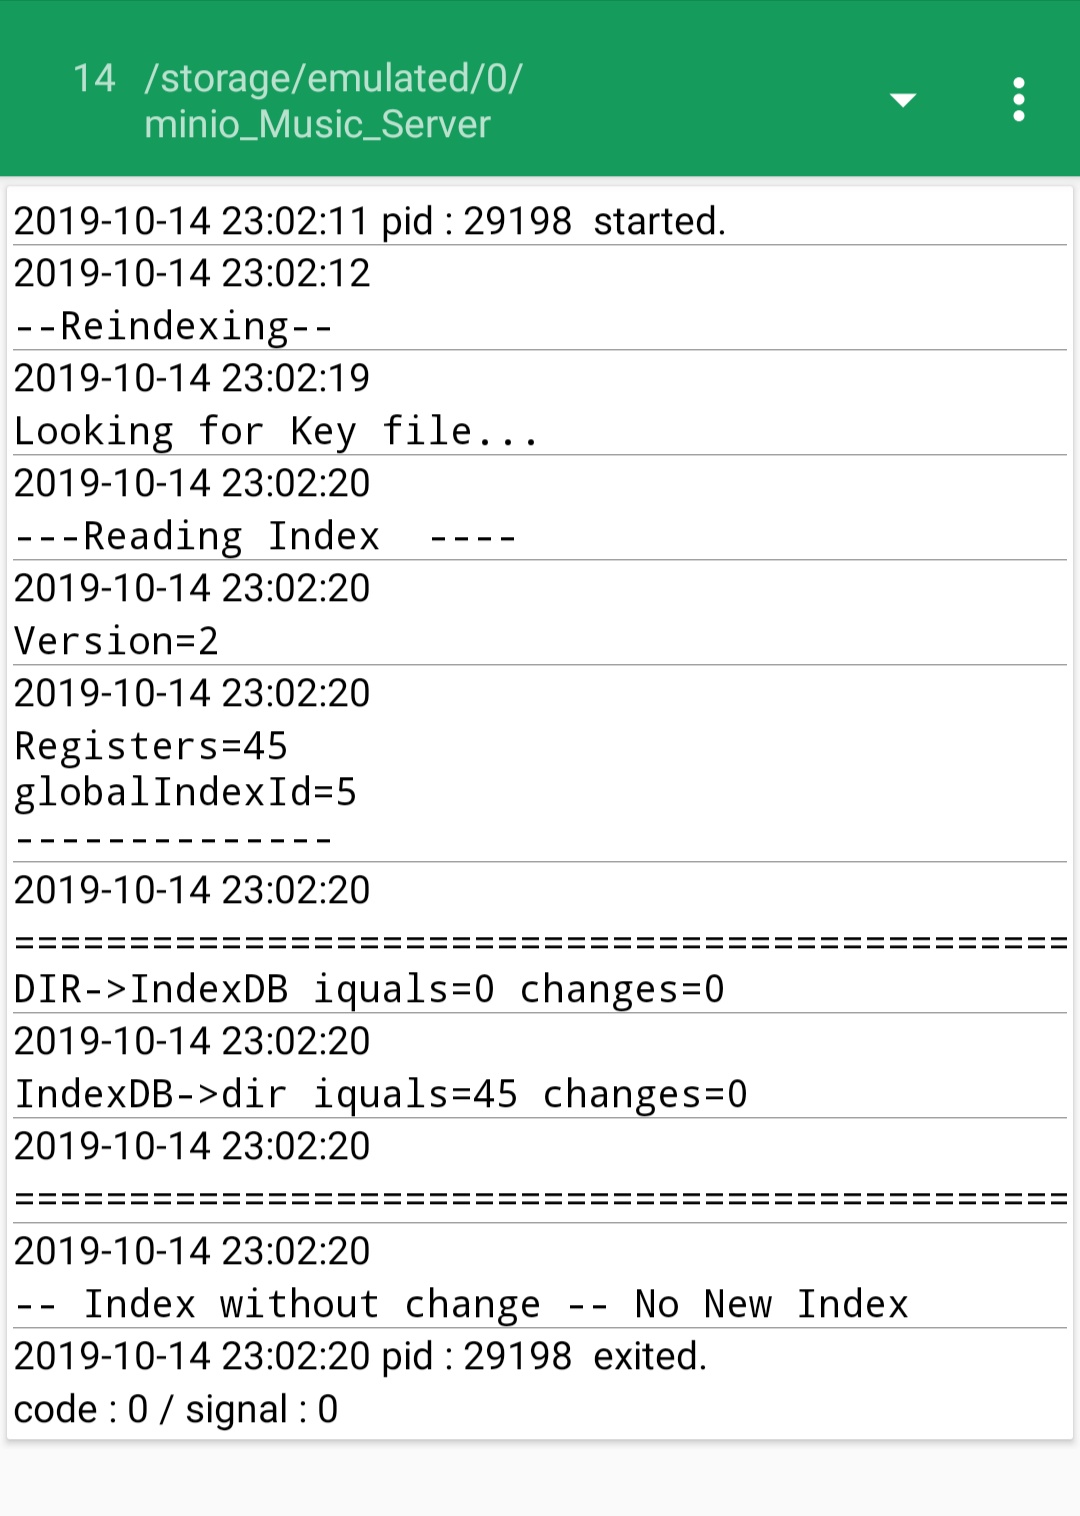 14 /storage/emulated/0/
minio_Music_Server
2019-10-14 23:02:11 pid : 29198 started.
2019-10-14 23:02:12
--Reindexing--
2019-10-14 23:02:19
Looking for Key file...
2019-10-14 23:02:20
---Reading Index  ----
2019-10-14 23:02:20
Version=2
2019-10-14 23:02:20
Registers=45
globalIndexId=5
--------------
2019-10-14 23:02:20
==============================================
DIR->IndexDB iquals=0 changes=0
2019-10-14 23:02:20
IndexDB->dir iquals=45 changes=0
2019-10-14 23:02:20
==============================================
2019-10-14 23:02:20
-- Index without change -- No New Index
2019-10-14 23:02:20 pid : 29198 exited.
code : 0 / signal : 0